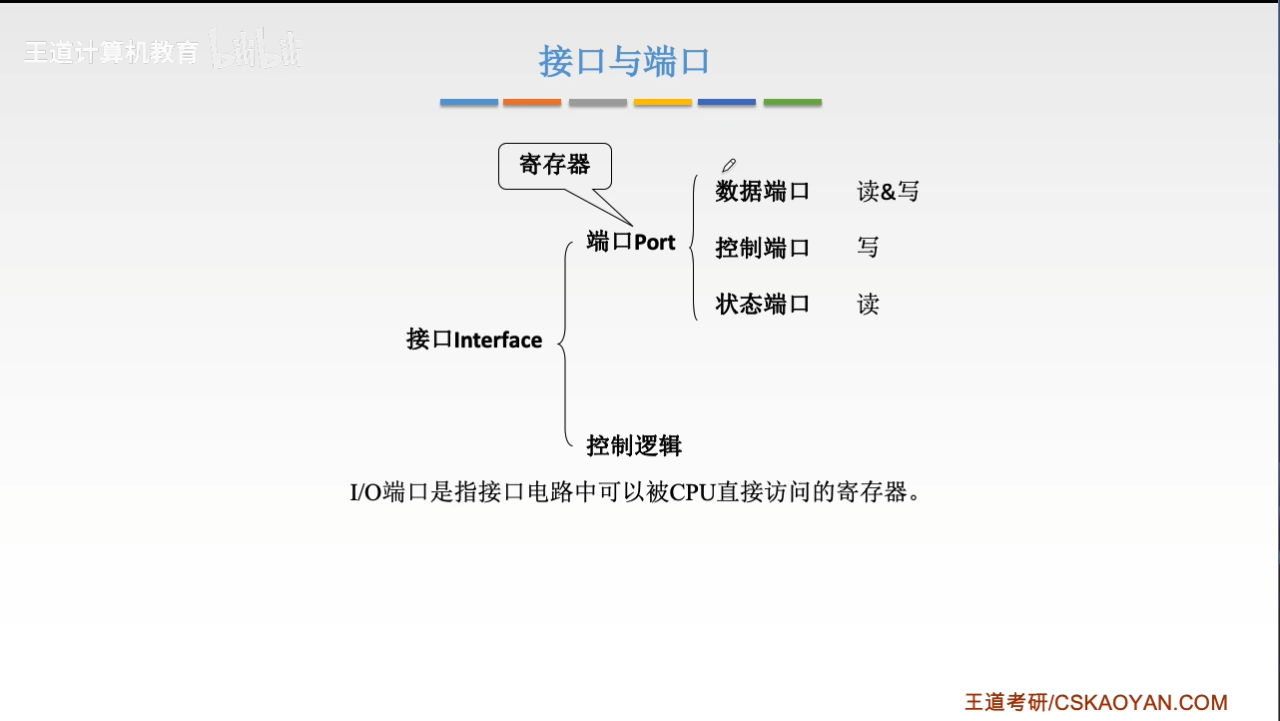 王道计算机教育 bilibili
接口与端口
寄存器
数据端口 读&写
端口Port
控制端口 写
状态端口 读
接口Interface
控制逻辑
I/O端口是指接口电路中可以被CPU直接访问的寄存器。
王道考研/CSKAOYAN.COM